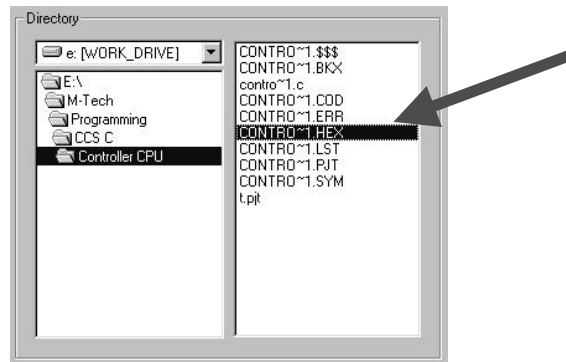 Directory
e: [WORK_DRIVE]
E:\
M-Tech
Programming
CCS C
Controller CPU
CONTRO~1.$$$
CONTRO~1.BKX
contro~1.c
CONTRO~1.COD
CONTRO~1.ERR
CONTRO~1.HEX
CONTRO~1.LST
CONTRO~1.PJT
CONTRO~1.SYM
t.pjt